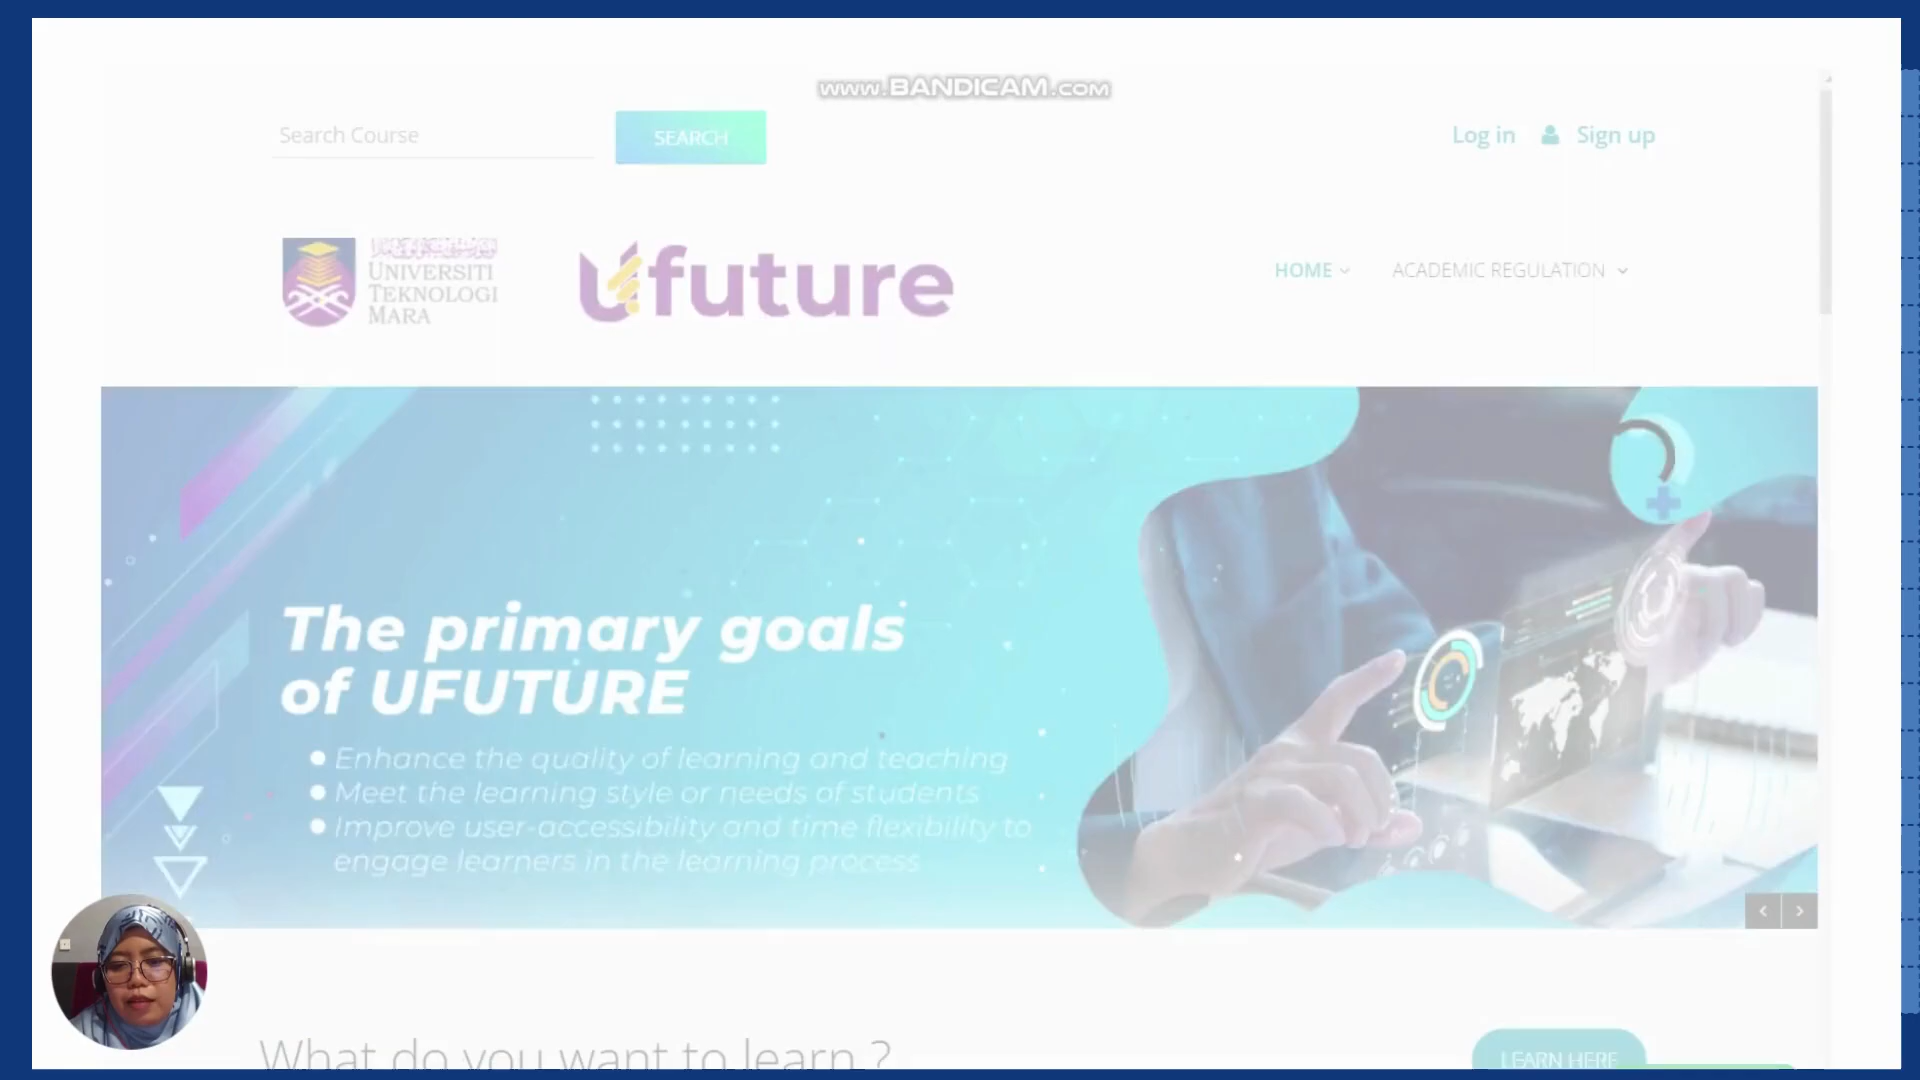 www.BANDICAM.com
Search Course
SEARCH
Log in
Sign up
UNIVERSITI
TEKNOLOGI
MARA
Ufuture
HOME
ACADEMIC REGULATION
The primary goals
of UFUTURE
Enhance the quality of learning and teaching
Meet the learning style or needs of students
Improve user-accessibility and time flexibility to
engage learners in the learning process
What do you want to learn ?
LEARN HERE